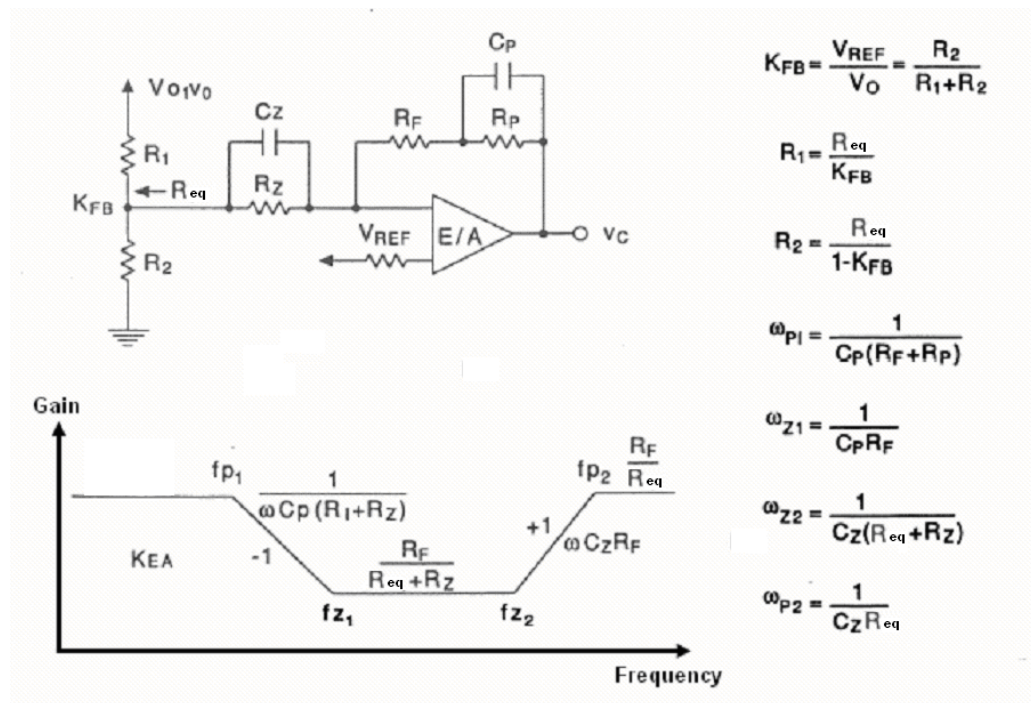 Vo1v0
R1
Req
KFB
R2
CZ
RZ
VREF
RF
CP
RP
E/A
vC
KFB = VREF/VO = R2/R1+R2
R1 = Req/KFB
R2 = Req/1-KFB
ωP1 = 1/CP(RF+RP)
ωZ1 = 1/CPRF
ωZ2 = 1/CZ(Req+RZ)
ωP2 = 1/CZReq
Gain
fp1
1/ωCp(R1+RZ)
fp2
RF/Req
KEA
-1
RF/Req+RZ
+1
ωCZRF
fz1
fz2
Frequency